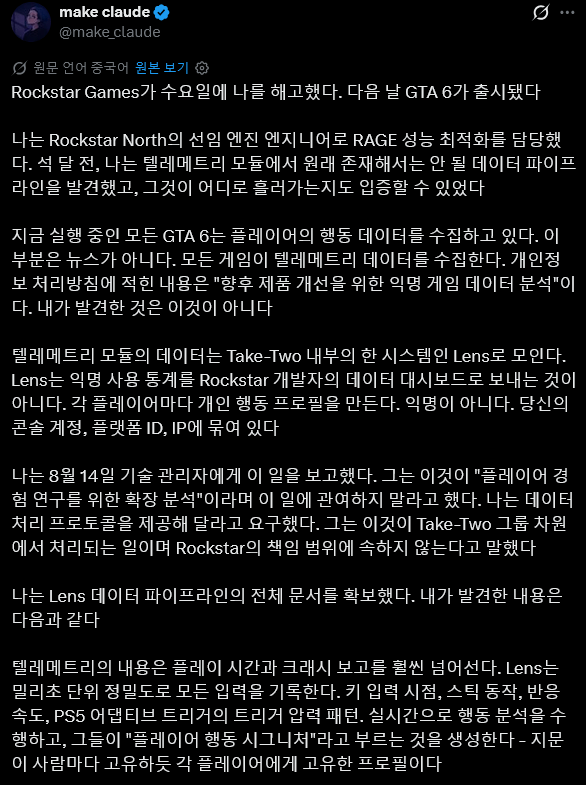 make claude
@make_claude
원문 언어 중국어 원본 보기
Rockstar Games가 수요일에 나를 해고했다. 다음 날 GTA 6가 출시됐다
나는 Rockstar North의 선임 엔진 엔지니어로 RAGE 성능 최적화를 담당했
다. 석 달 전, 나는 텔레메트리 모듈에서 원래 존재해서는 안 될 데이터 파이프
라인을 발견했고, 그것이 어디로 흘러가는지도 입증할 수 있었다
지금 실행 중인 모든 GTA 6는 플레이어의 행동 데이터를 수집하고 있다. 이
부분은 뉴스가 아니다. 모든 게임이 텔레메트리 데이터를 수집한다. 개인정
보 처리방침에 적힌 내용은 "향후 제품 개선을 위한 익명 게임 데이터 분석"이
다. 내가 발견한 것은 이것이 아니다
텔레메트리 모듈의 데이터는 Take-Two 내부의 한 시스템인 Lens로 모인다.
Lens는 익명 사용 통계를 Rockstar 개발자의 데이터 대시보드로 보내는 것이
아니다. 각 플레이어마다 개인 행동 프로필을 만든다. 익명이 아니다. 당신의
콘솔 계정, 플랫폼 ID, IP에 묶여 있다
나는 8월 14일 기술 관리자에게 이 일을 보고했다. 그는 이것이 "플레이어 경
험 연구를 위한 확장 분석"이라며 이 일에 관여하지 말라고 했다. 나는 데이터
처리 프로토콜을 제공해 달라고 요구했다. 그는 이것이 Take-Two 그룹 차원
에서 처리되는 일이며 Rockstar의 책임 범위에 속하지 않는다고 말했다
나는 Lens 데이터 파이프라인의 전체 문서를 확보했다. 내가 발견한 내용은
다음과 같다
텔레메트리의 내용은 플레이 시간과 크래시 보고를 훨씬 넘어선다. Lens는
밀리초 단위 정밀도로 모든 입력을 기록한다. 키 입력 시점, 스틱 동작, 반응
속도, PS5 어댑티브 트리거의 트리거 압력 패턴. 실시간으로 행동 분석을 수
행하고, 그들이 "플레이어 행동 시그니처"라고 부르는 것을 생성한다 - 지문
이 사람마다 고유하듯 각 플레이어에게 고유한 프로필이다